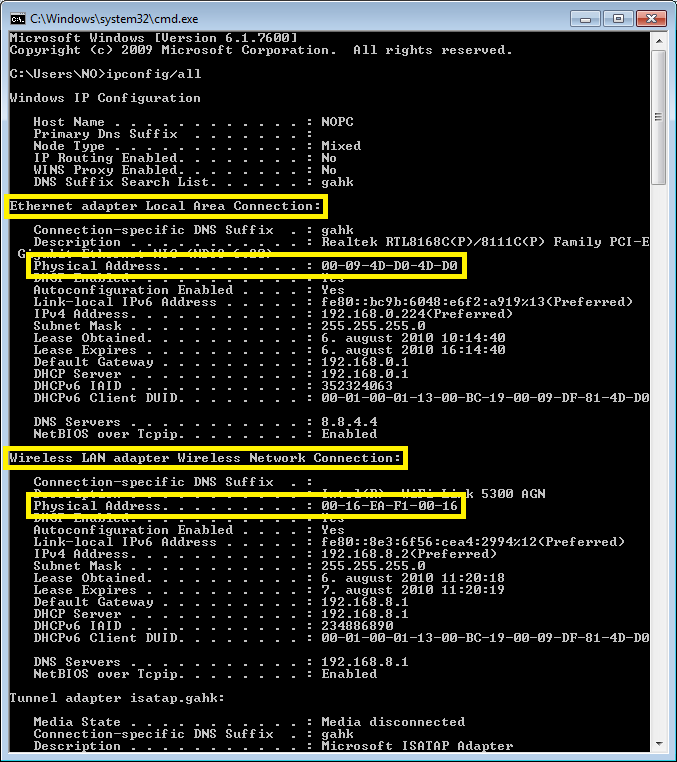 C:\Windows\system32\cmd.exe
Microsoft Windows [Version 6.1.7600]
Copyright (c) 2009 Microsoft Corporation.  All rights reserved.
C:\Users\NO>ipconfig/all
Windows IP Configuration
Host Name . . . . . . . . . . . . : NOPC
Primary Dns Suffix  . . . . . . . :
Node Type . . . . . . . . . . . . : Mixed
IP Routing Enabled. . . . . . . . : No
WINS Proxy Enabled. . . . . . . . : No
DNS Suffix Search List. . . . . . : gahk
Ethernet adapter Local Area Connection:
Connection-specific DNS Suffix  . : gahk
Description . . . . . . . . . . . : Realtek RTL8168C(P)/8111C(P) Family PCI-E
Gigabit Ethernet NIC (NDIS 6.20)
Physical Address. . . . . . . . . : 00-09-4D-D0-4D-D0
DHCP Enabled. . . . . . . . . . . : Yes
Autoconfiguration Enabled . . . . : Yes
Link-local IPv6 Address . . . . . : fe80::bc9b:6048:e6f2:a919%13(Preferred)
IPv4 Address. . . . . . . . . . . : 192.168.0.224(Preferred)
Subnet Mask . . . . . . . . . . . : 255.255.255.0
Lease Obtained. . . . . . . . . . : 6. august 2010 10:14:40
Lease Expires . . . . . . . . . . : 6. august 2010 16:14:40
Default Gateway . . . . . . . . . : 192.168.0.1
DHCP Server . . . . . . . . . . . : 192.168.0.1
DHCPv6 IAID . . . . . . . . . . . : 352324063
DHCPv6 Client DUID. . . . . . . . : 00-01-00-01-13-00-BC-19-00-09-DF-81-4D-D0
DNS Servers . . . . . . . . . . . : 8.8.4.4
NetBIOS over Tcpip. . . . . . . . : Enabled
Wireless LAN adapter Wireless Network Connection:
Connection-specific DNS Suffix  . :
Description . . . . . . . . . . . : Intel(R) WiFi Link 5300 AGN
Physical Address. . . . . . . . . : 00-16-EA-F1-00-16
DHCP Enabled. . . . . . . . . . . : Yes
Autoconfiguration Enabled . . . . : Yes
Link-local IPv6 Address . . . . . : fe80::8e3:6f56:cea4:2994%12(Preferred)
IPv4 Address. . . . . . . . . . . : 192.168.8.2(Preferred)
Subnet Mask . . . . . . . . . . . : 255.255.255.0
Lease Obtained. . . . . . . . . . : 6. august 2010 11:20:18
Lease Expires . . . . . . . . . . : 7. august 2010 11:20:19
Default Gateway . . . . . . . . . : 192.168.8.1
DHCP Server . . . . . . . . . . . : 192.168.8.1
DHCPv6 IAID . . . . . . . . . . . : 234886890
DHCPv6 Client DUID. . . . . . . . : 00-01-00-01-13-00-BC-19-00-09-DF-81-4D-D0
DNS Servers . . . . . . . . . . . : 192.168.8.1
NetBIOS over Tcpip. . . . . . . . : Enabled
Tunnel adapter isatap.gahk:
Media State . . . . . . . . . . . : Media disconnected
Connection-specific DNS Suffix  . : gahk
Description . . . . . . . . . . . : Microsoft ISATAP Adapter